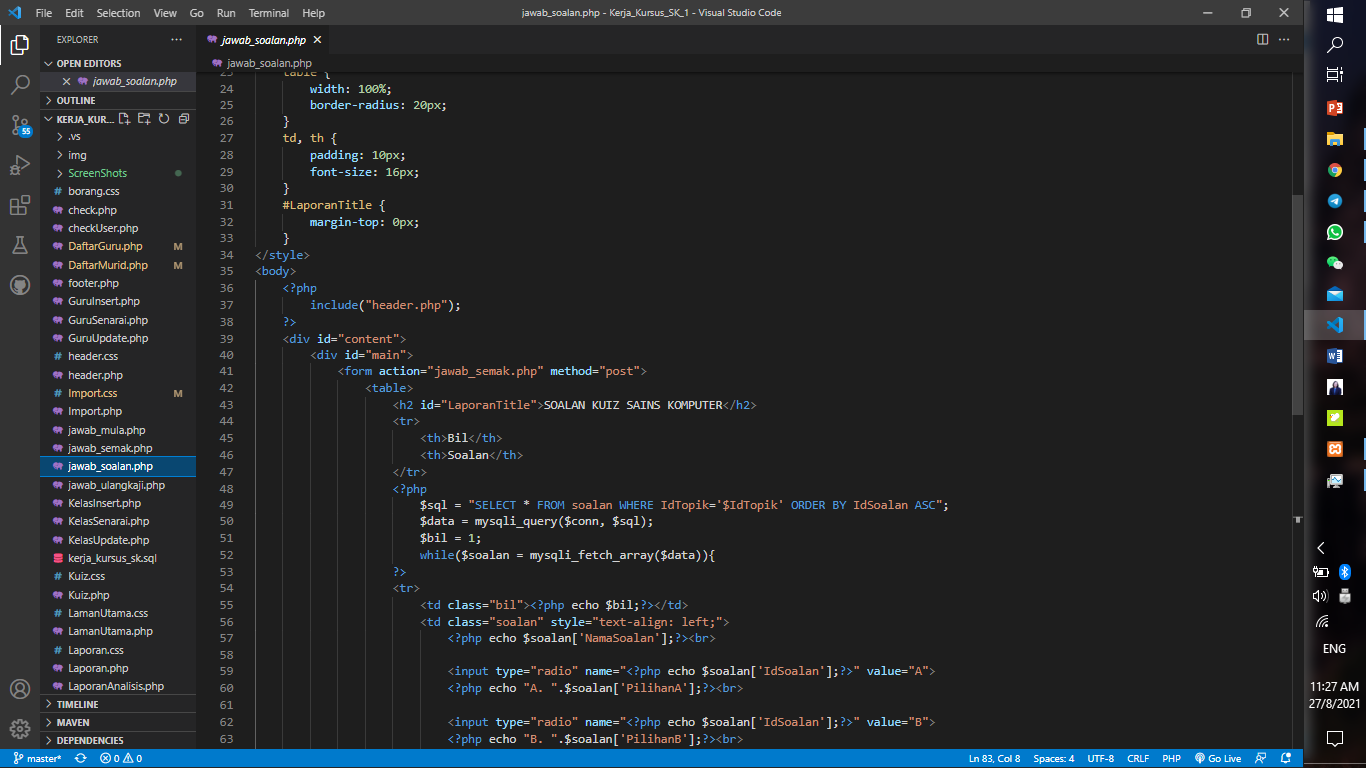 File Edit Selection View Go Run Terminal Help
jawab_soalan.php - Kerja_Kursus_SK_1 - Visual Studio Code
EXPLORER
OPEN EDITORS
jawab_soalan.php
OUTLINE
KERJA_KUR...
.vs
img
ScreenShots
borang.css
check.php
checkUser.php
DaftarGuru.php M
DaftarMurid.php M
footer.php
GuruInsert.php
GuruSenarai.php
GuruUpdate.php
header.css
header.php
Import.css M
Import.php
jawab_mula.php
jawab_semak.php
jawab_soalan.php
jawab_ulangkaji.php
KelasInsert.php
KelasSenarai.php
KelasUpdate.php
kerja_kursus_sk.sql
Kuiz.css
Kuiz.php
LamanUtama.css
LamanUtama.php
Laporan.css
Laporan.php
LaporanAnalisis.php
TIMELINE
MAVEN
DEPENDENCIES
55
jawab_soalan.php
jawab_soalan.php
23 table {
24 width: 100%;
25 border-radius: 20px;
26 }
27 td, th {
28 padding: 10px;
29 font-size: 16px;
30 }
31 #LaporanTitle {
32 margin-top: 0px;
33 }
34 </style>
35 <body>
36 <?php
37 include("header.php");
38 ?>
39 <div id="content">
40 <div id="main">
41 <form action="jawab_semak.php" method="post">
42 <table>
43 <h2 id="LaporanTitle">SOALAN KUIZ SAINS KOMPUTER</h2>
44 <tr>
45 <th>Bil</th>
46 <th>Soalan</th>
47 </tr>
48 <?php
49 $sql = "SELECT * FROM soalan WHERE IdTopik='$IdTopik' ORDER BY IdSoalan ASC";
50 $data = mysqli_query($conn, $sql);
51 $bil = 1;
52 while($soalan = mysqli_fetch_array($data)){
53 ?>
54 <tr>
55 <td class="bil"><?php echo $bil;?></td>
56 <td class="soalan" style="text-align: left;">
57 <?php echo $soalan['NamaSoalan'];?><br>
58
59 <input type="radio" name="<?php echo $soalan['IdSoalan'];?>" value="A">
60 <?php echo "A. ".$soalan['PilihanA'];?><br>
61
62 <input type="radio" name="<?php echo $soalan['IdSoalan'];?>" value="B">
63 <?php echo "B. ".$soalan['PilihanB'];?><br>
master* 0 0
Ln 83, Col 8 Spaces: 4 UTF-8 CRLF PHP Go Live
ENG
11:27 AM
27/8/2021